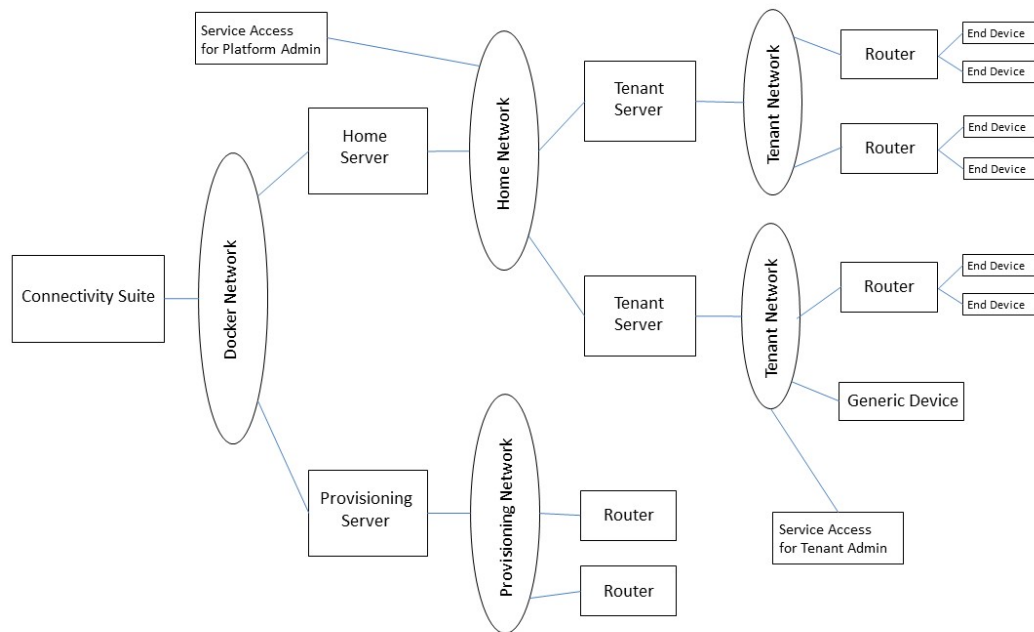 Service Access
for Platform Admin
Home
Server
Connectivity Suite
Docker Network
Provisioning
Server
Home Network
Provisioning Network
Tenant
Server
Tenant
Server
Router
Router
Tenant Network
Tenant Network
Router
Router
Router
Generic Device
Service Access
for Tenant Admin
End Device
End Device
End Device
End Device
End Device
End Device